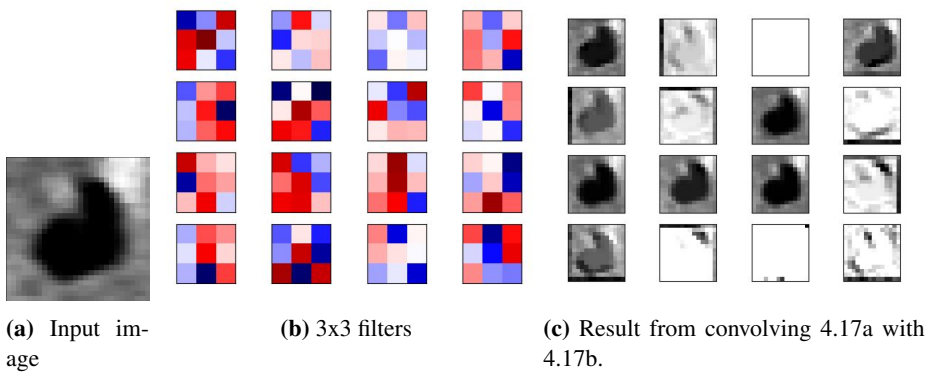 (a) Input im-
age
(b) 3x3 filters
(c) Result from convolving 4.17a with
4.17b.